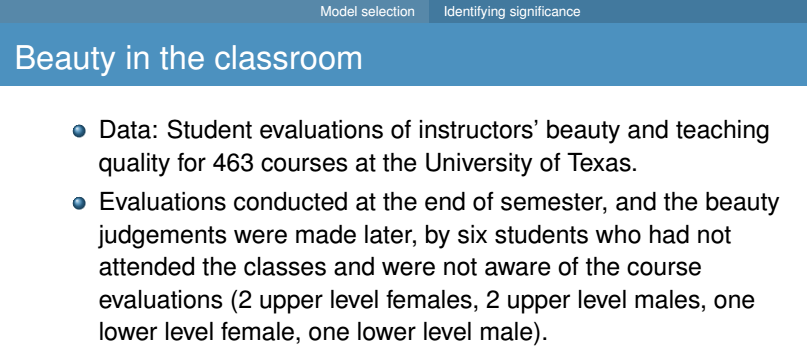 Model selection Identifying significance
Beauty in the classroom
Data: Student evaluations of instructors' beauty and teaching
quality for 463 courses at the University of Texas.
Evaluations conducted at the end of semester, and the beauty
judgements were made later, by six students who had not
attended the classes and were not aware of the course
evaluations (2 upper level females, 2 upper level males, one
lower level female, one lower level male).